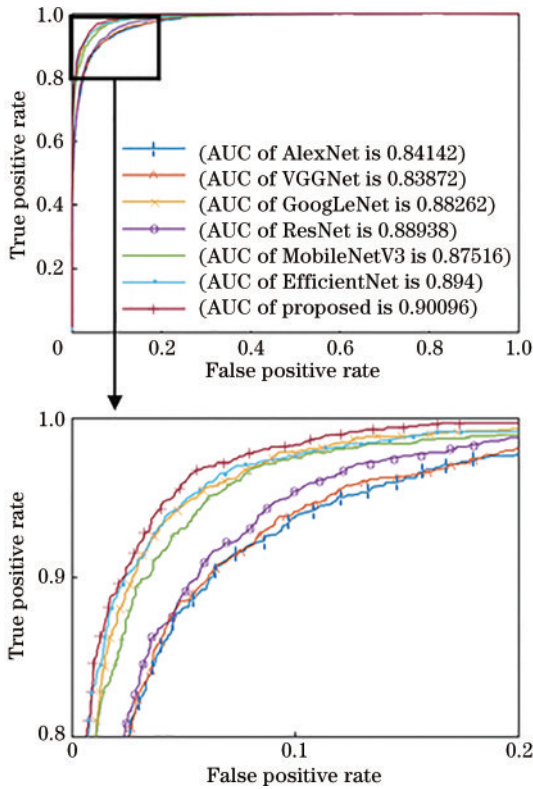 1.0
0.8
0.6
0.4
0.2
True positive rate
(AUC of AlexNet is 0.84142)
(AUC of VGGNet is 0.83872)
(AUC of GoogLeNet is 0.88262)
(AUC of ResNet is 0.88938)
(AUC of MobileNetV3 is 0.87516)
(AUC of EfficientNet is 0.894)
(AUC of proposed is 0.90096)
0 0.2 0.4 0.6 0.8 1.0
False positive rate
1.0
0.9
0.8
True positive rate
0 0.1 0.2
False positive rate